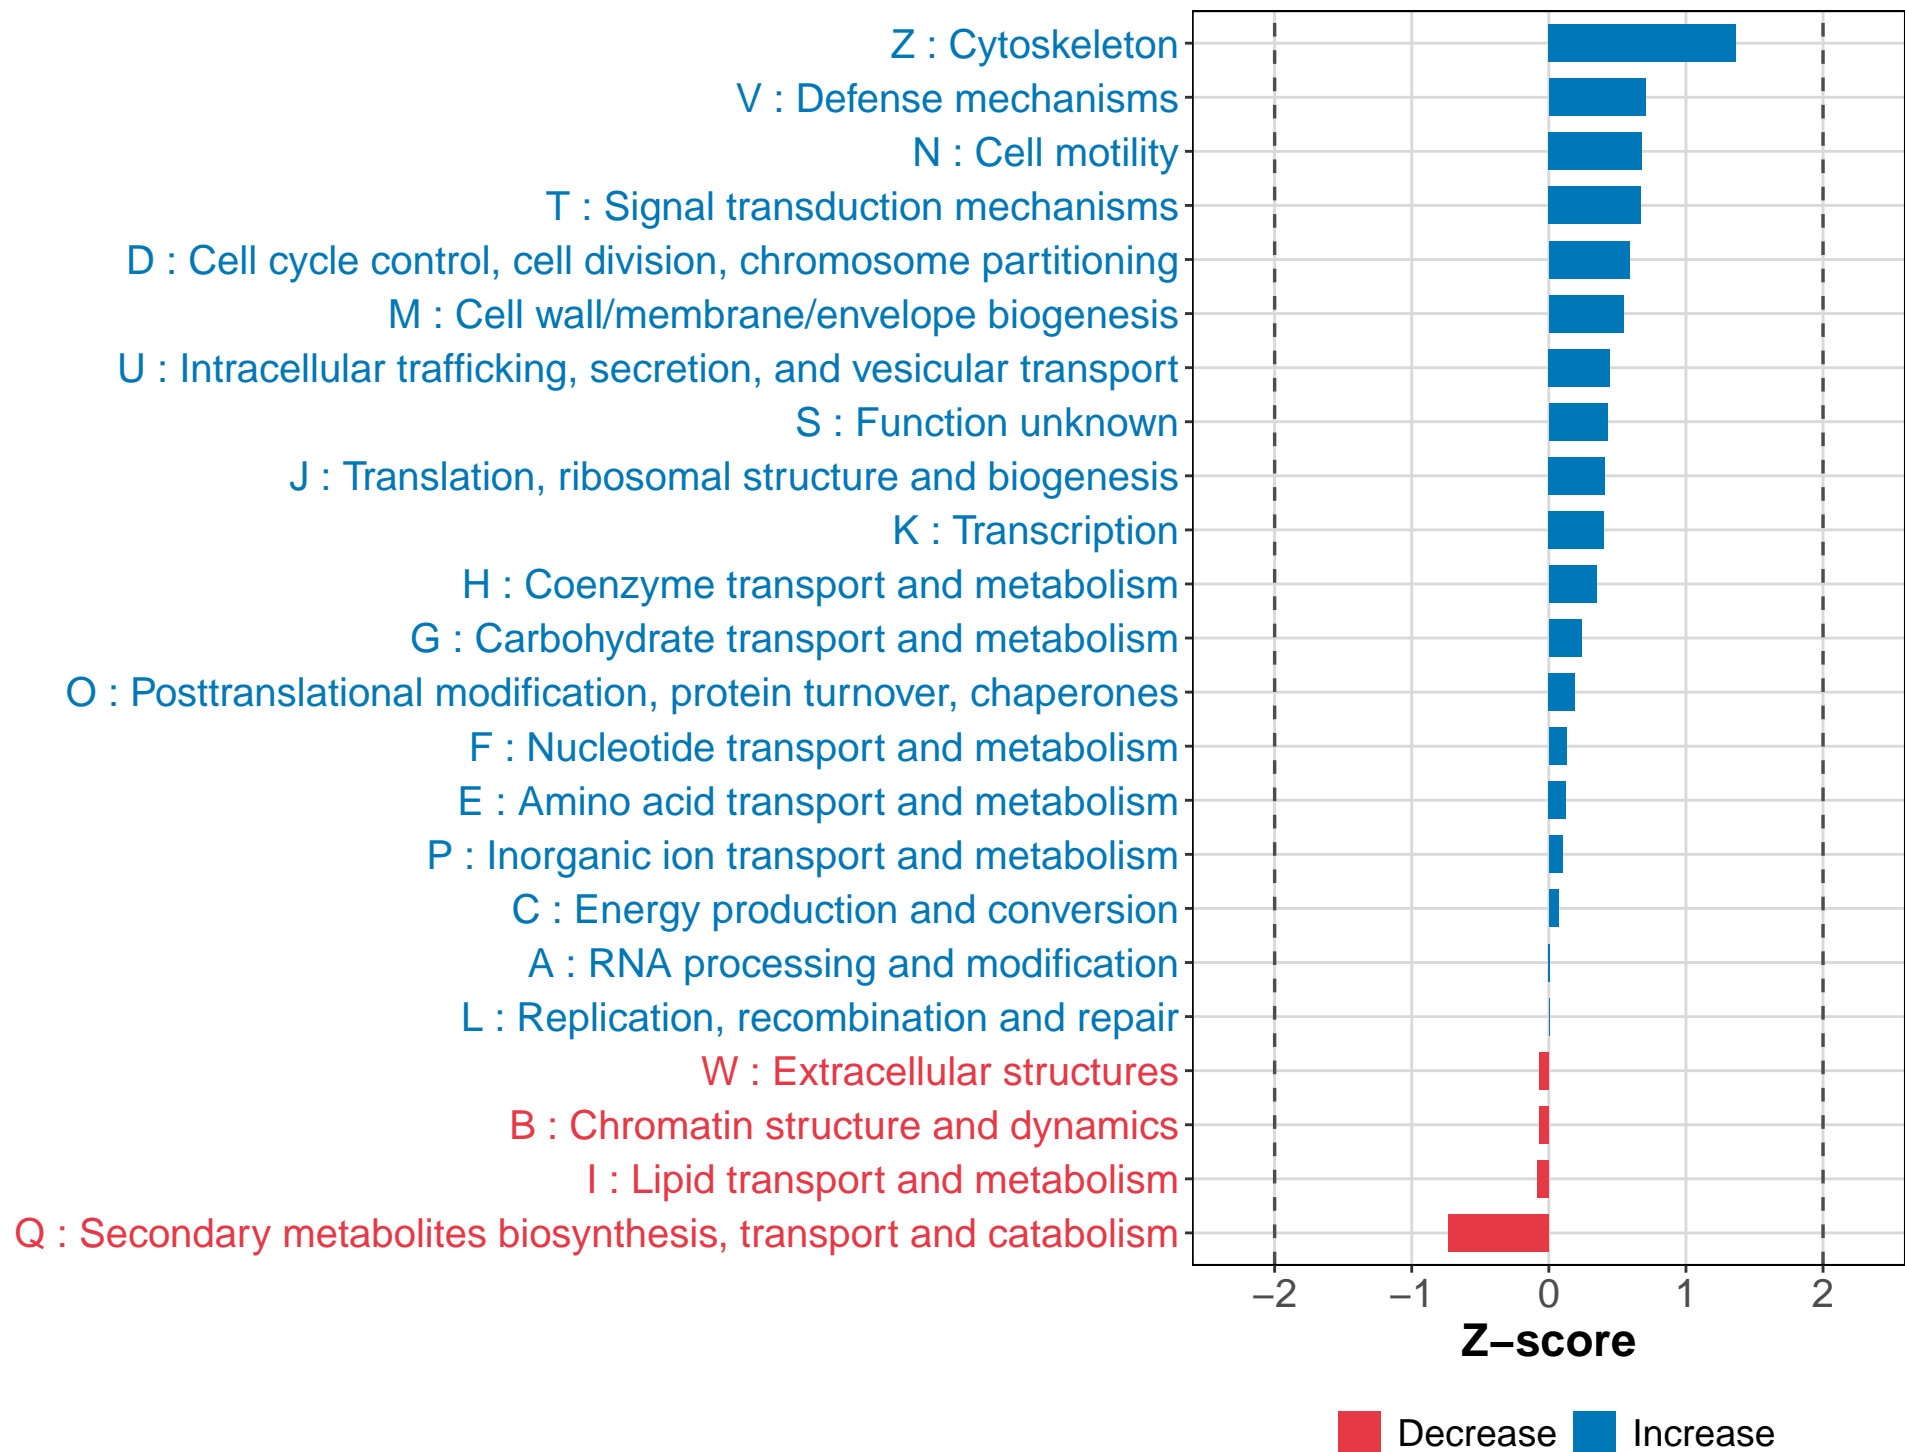 Z : Cytoskeleton
V : Defense mechanisms
N : Cell motility
T : Signal transduction mechanisms
D : Cell cycle control, cell division, chromosome partitioning
M : Cell wall/membrane/envelope biogenesis
U : Intracellular trafficking, secretion, and vesicular transport
S : Function unknown
J : Translation, ribosomal structure and biogenesis
K : Transcription
H : Coenzyme transport and metabolism
G : Carbohydrate transport and metabolism
O : Posttranslational modification, protein turnover, chaperones
F : Nucleotide transport and metabolism
E : Amino acid transport and metabolism
P : Inorganic ion transport and metabolism
C : Energy production and conversion
A : RNA processing and modification
L : Replication, recombination and repair
W : Extracellular structures
B : Chromatin structure and dynamics
I : Lipid transport and metabolism
Q : Secondary metabolites biosynthesis, transport and catabolism
−2 −1 0 1 2
Z−score
Decrease Increase